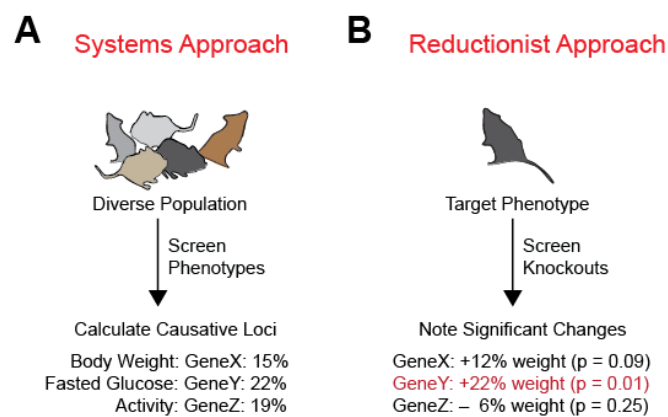 A Systems Approach
Diverse Population
Screen
Phenotypes
Calculate Causative Loci
Body Weight: GeneX: 15%
Fasted Glucose: GeneY: 22%
Activity: GeneZ: 19%
B Reductionist Approach
Target Phenotype
Screen
Knockouts
Note Significant Changes
GeneX: +12% weight (p = 0.09)
GeneY: +22% weight (p = 0.01)
GeneZ: – 6% weight (p = 0.25)